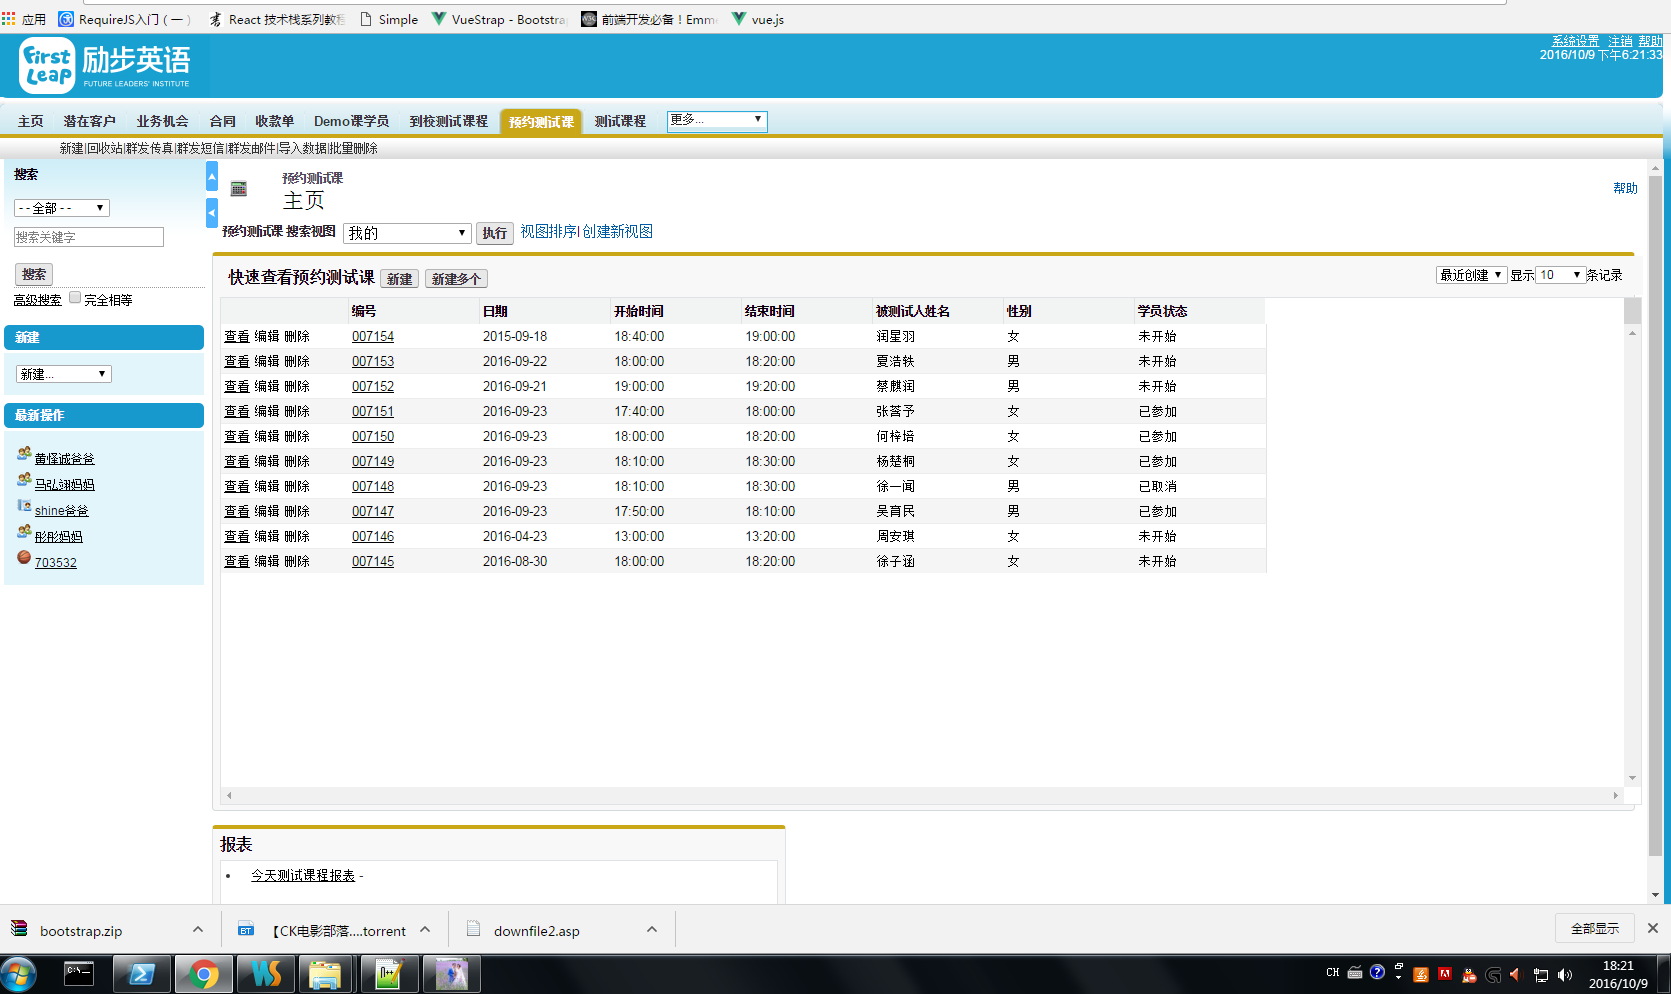 应用 RequireJS入门（一） React 技术栈系列教程 Simple VueStrap - Bootstra 前端开发必备！Emm vue.js
First Leap 励步英语
FUTURE LEADERS' INSTITUTE
系统设置 注销 帮助
2016/10/9 下午6:21:33
主页 潜在客户 业务机会 合同 收款单 Demo课学员 到校测试课程 预约测试课 测试课程 更多...
新建|回收站|群发传真|群发短信|群发邮件|导入数据|批量删除
搜索
--全部--
搜索关键字
搜索
高级搜索 完全相等
新建
新建...
最新操作
黄怿诚爸爸
马弘翊妈妈
shine爸爸
彤彤妈妈
703532
预约测试课
主页
帮助
预约测试课 搜索视图 我的 执行 视图排序|创建新视图
快速查看预约测试课 新建 新建多个 最近创建 显示 10 条记录
编号 日期 开始时间 结束时间 被测试人姓名 性别 学员状态
查看 编辑 删除 007154 2015-09-18 18:40:00 19:00:00 润星羽 女 未开始
查看 编辑 删除 007153 2016-09-22 18:00:00 18:20:00 夏浩轶 男 未开始
查看 编辑 删除 007152 2016-09-21 19:00:00 19:20:00 蔡麒润 男 未开始
查看 编辑 删除 007151 2016-09-23 17:40:00 18:00:00 张荅予 女 已参加
查看 编辑 删除 007150 2016-09-23 18:00:00 18:20:00 何梓培 女 已参加
查看 编辑 删除 007149 2016-09-23 18:10:00 18:30:00 杨楚桐 女 已参加
查看 编辑 删除 007148 2016-09-23 18:10:00 18:30:00 徐一闻 男 已取消
查看 编辑 删除 007147 2016-09-23 17:50:00 18:10:00 吴育民 男 已参加
查看 编辑 删除 007146 2016-04-23 13:00:00 13:20:00 周安琪 女 未开始
查看 编辑 删除 007145 2016-08-30 18:00:00 18:20:00 徐子涵 女 未开始
报表
今天测试课程报表 -
bootstrap.zip 【CK电影部落....torrent downfile2.asp 全部显示
CH 18:21
2016/10/9